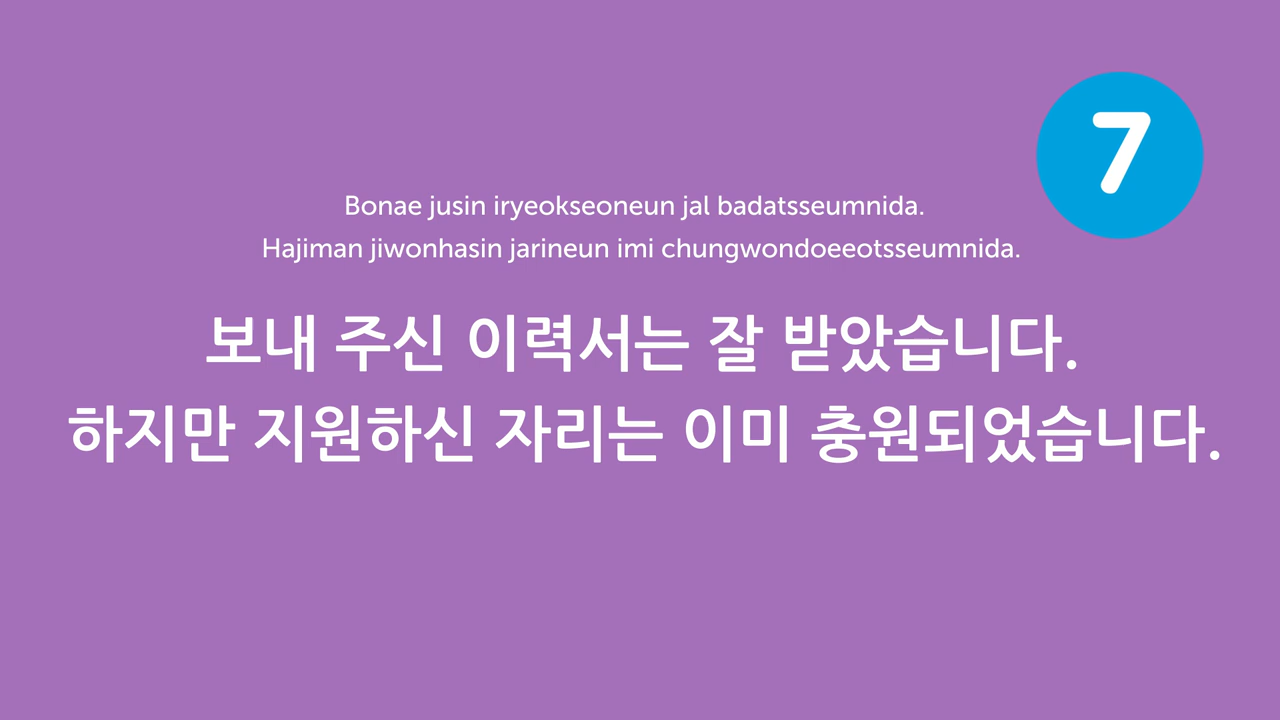 7
Bonae jusin iryeokseoneun jal badatsseumnida.
Hajiman jiwonhasin jarineun imi chungwondoeeotsseumnida.
보내 주신 이력서는 잘 받았습니다.
하지만 지원하신 자리는 이미 충원되었습니다.